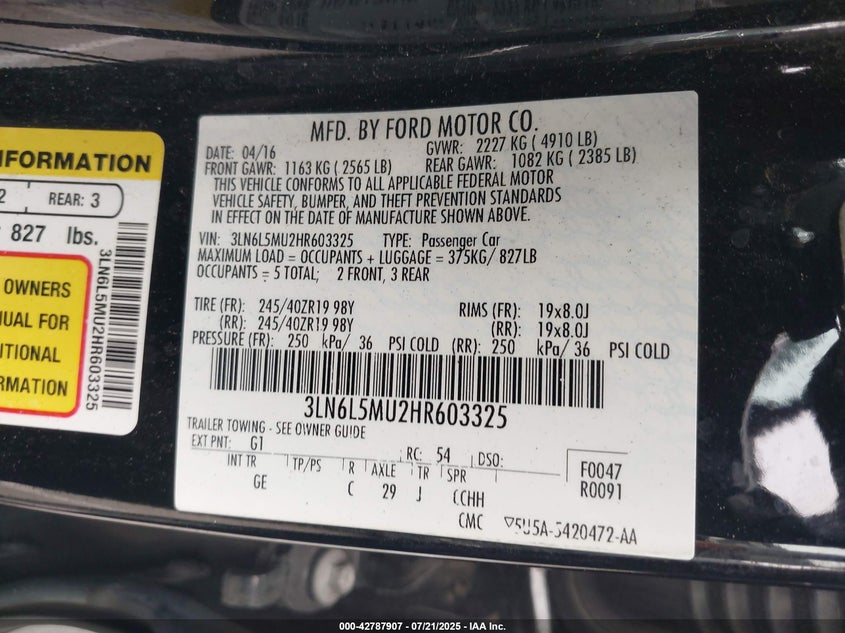 NFORMATION
2 REAR: 3
827 lbs.
OWNERS
NUAL FOR
ITIONAL
RMATION
3LN6L5MU2HR603325
MFD. BY FORD MOTOR CO.
DATE: 04/16 GVWR: 2227 KG ( 4910 LB)
FRONT GAWR: 1163 KG ( 2565 LB) REAR GAWR: 1082 KG ( 2385 LB)
THIS VEHICLE CONFORMS TO ALL APPLICABLE FEDERAL MOTOR
VEHICLE SAFETY, BUMPER, AND THEFT PREVENTION STANDARDS
IN EFFECT ON THE DATE OF MANUFACTURE SHOWN ABOVE.
VIN: 3LN6L5MU2HR603325 TYPE: Passenger Car
MAXIMUM LOAD = OCCUPANTS + LUGGAGE = 375KG/ 827LB
OCCUPANTS = 5 TOTAL; 2 FRONT, 3 REAR
TIRE (FR): 245/40ZR19 98Y RIMS (FR): 19x8.0J
(RR): 245/40ZR19 98Y (RR): 19x8.0J
PRESSURE (FR): 250 kPa/ 36 PSI COLD (RR): 250 kPa/ 36 PSI COLD
3LN6L5MU2HR603325
TRAILER TOWING - SEE OWNER GUIDE
EXT PNT: G1 RC: 54 DSO: F0047
INT TR TP/PS R AXLE TR SPR R0091
GE C 29 J CCHH
CMC 5U5A-5420472-AA
000-42787907 - 07/21/2025 - IAA Inc.